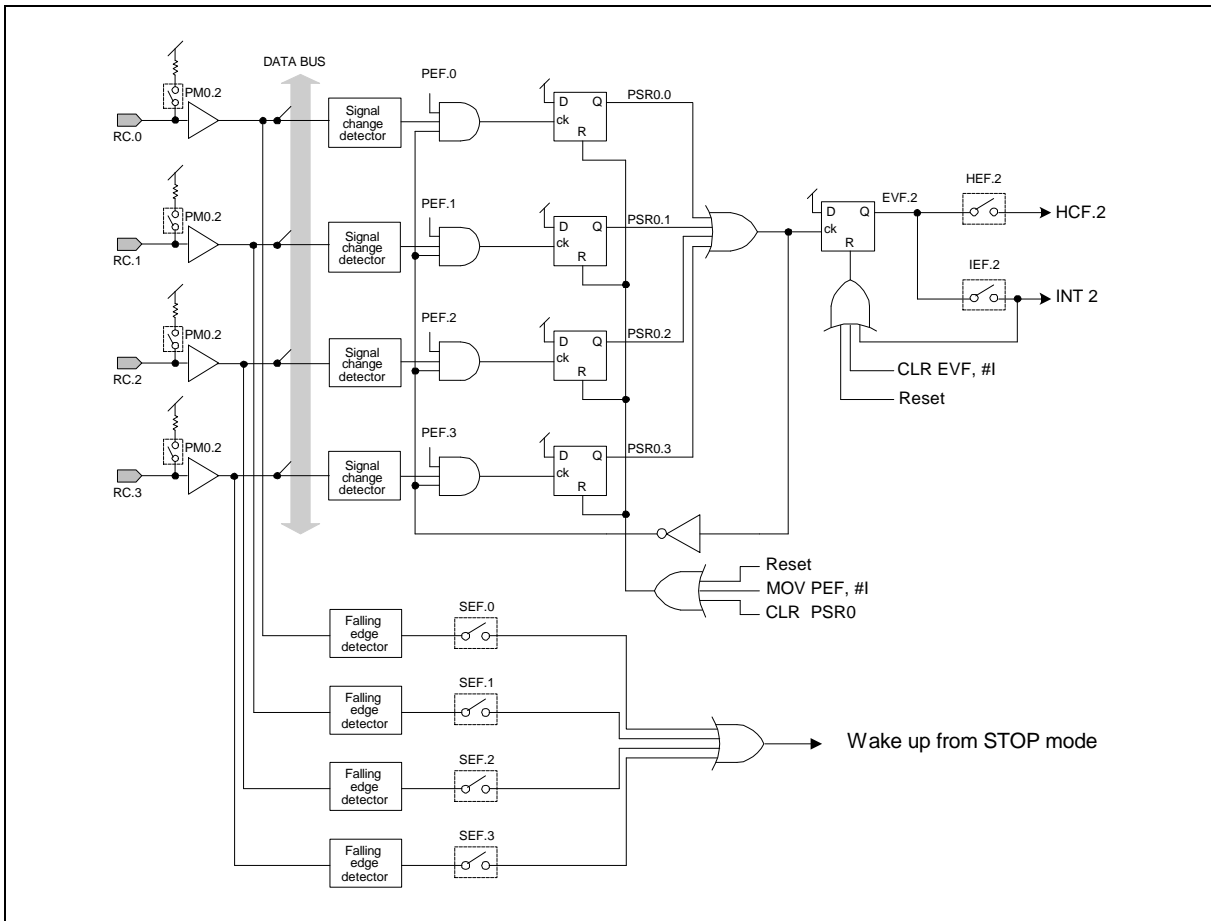 DATA BUS
PEF.0
PM0.2
Signal
change
detector
D
Q
ck
R
PSR0.0
RC.0
PM0.2
PEF.1
Signal
change
detector
D
Q
ck
R
PSR0.1
RC.1
HEF.2
EVF.2
D
Q
ck
R
HCF.2
IEF.2
INT 2
PM0.2
PEF.2
Signal
change
detector
D
Q
ck
R
PSR0.2
RC.2
CLR EVF, #I
Reset
PM0.2
PEF.3
Signal
change
detector
D
Q
ck
R
PSR0.3
RC.3
Reset
MOV PEF, #I
CLR PSR0
Falling
edge
detector
SEF.0
Falling
edge
detector
SEF.1
Wake up from STOP mode
Falling
edge
detector
SEF.2
Falling
edge
detector
SEF.3